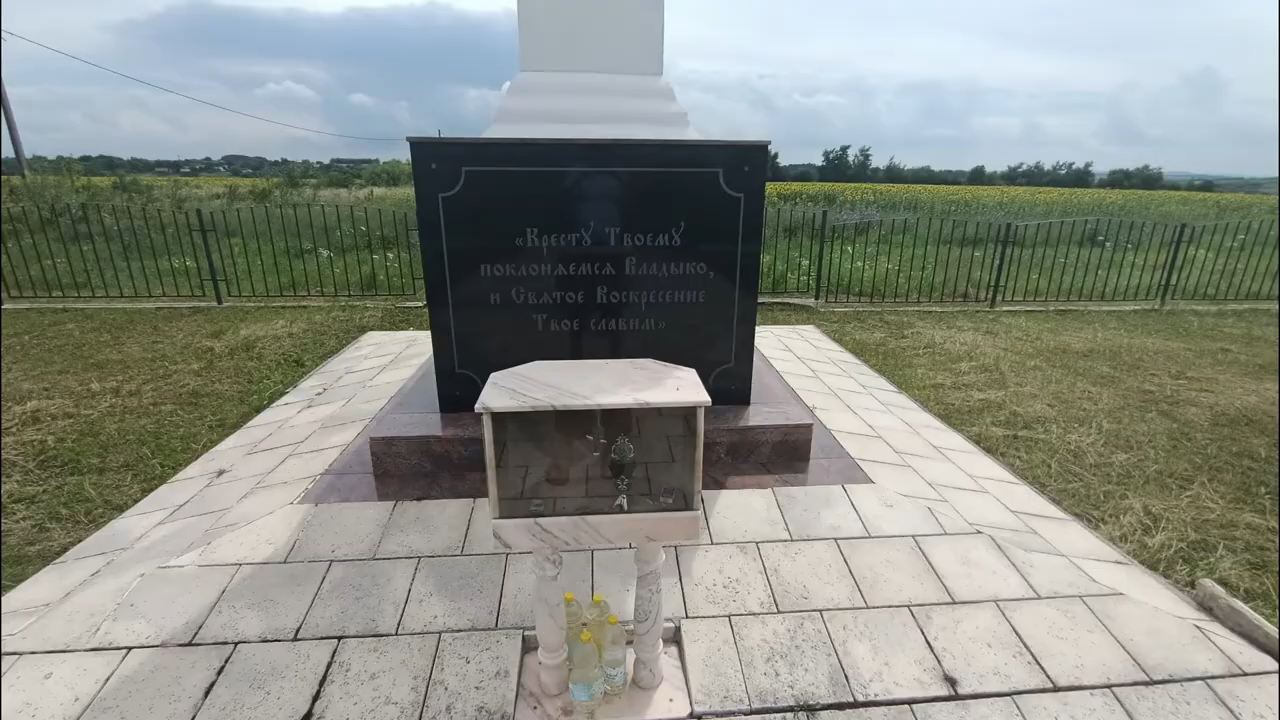 «Кресту Твоему
поклоняемся Владыко,
и Святое Воскресение
Твое славим»